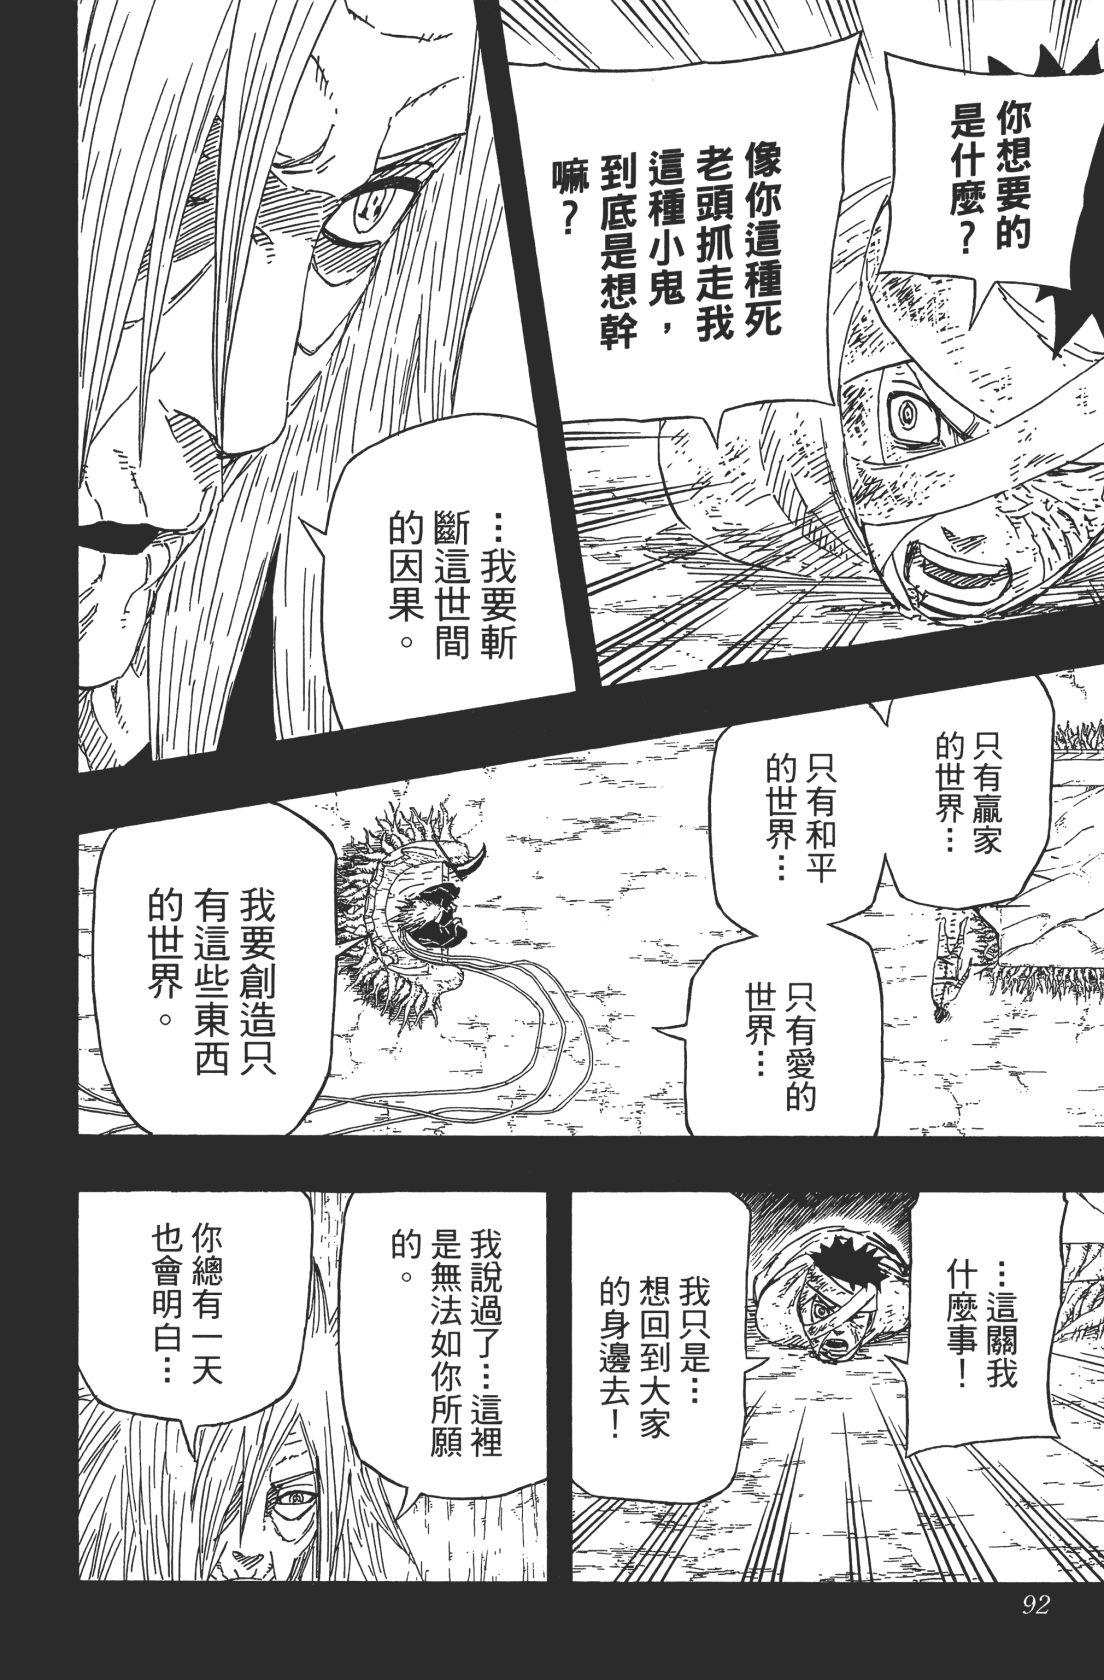 你想要的
是什麼?
像你這種死
老頭抓走我
這種小鬼，
到底是想幹
嘛?
…我要斬
斷這世間
的因果。
只有贏家
的世界…
只有和平
的世界…
只有愛的
世界…
我要創造只
有這些東西
的世界。
…這關我
什麼事!
我只是…
想回到大家
的身邊去!
我說過了…這裡
是無法如你所願
的。
你總有一天
也會明白…
92